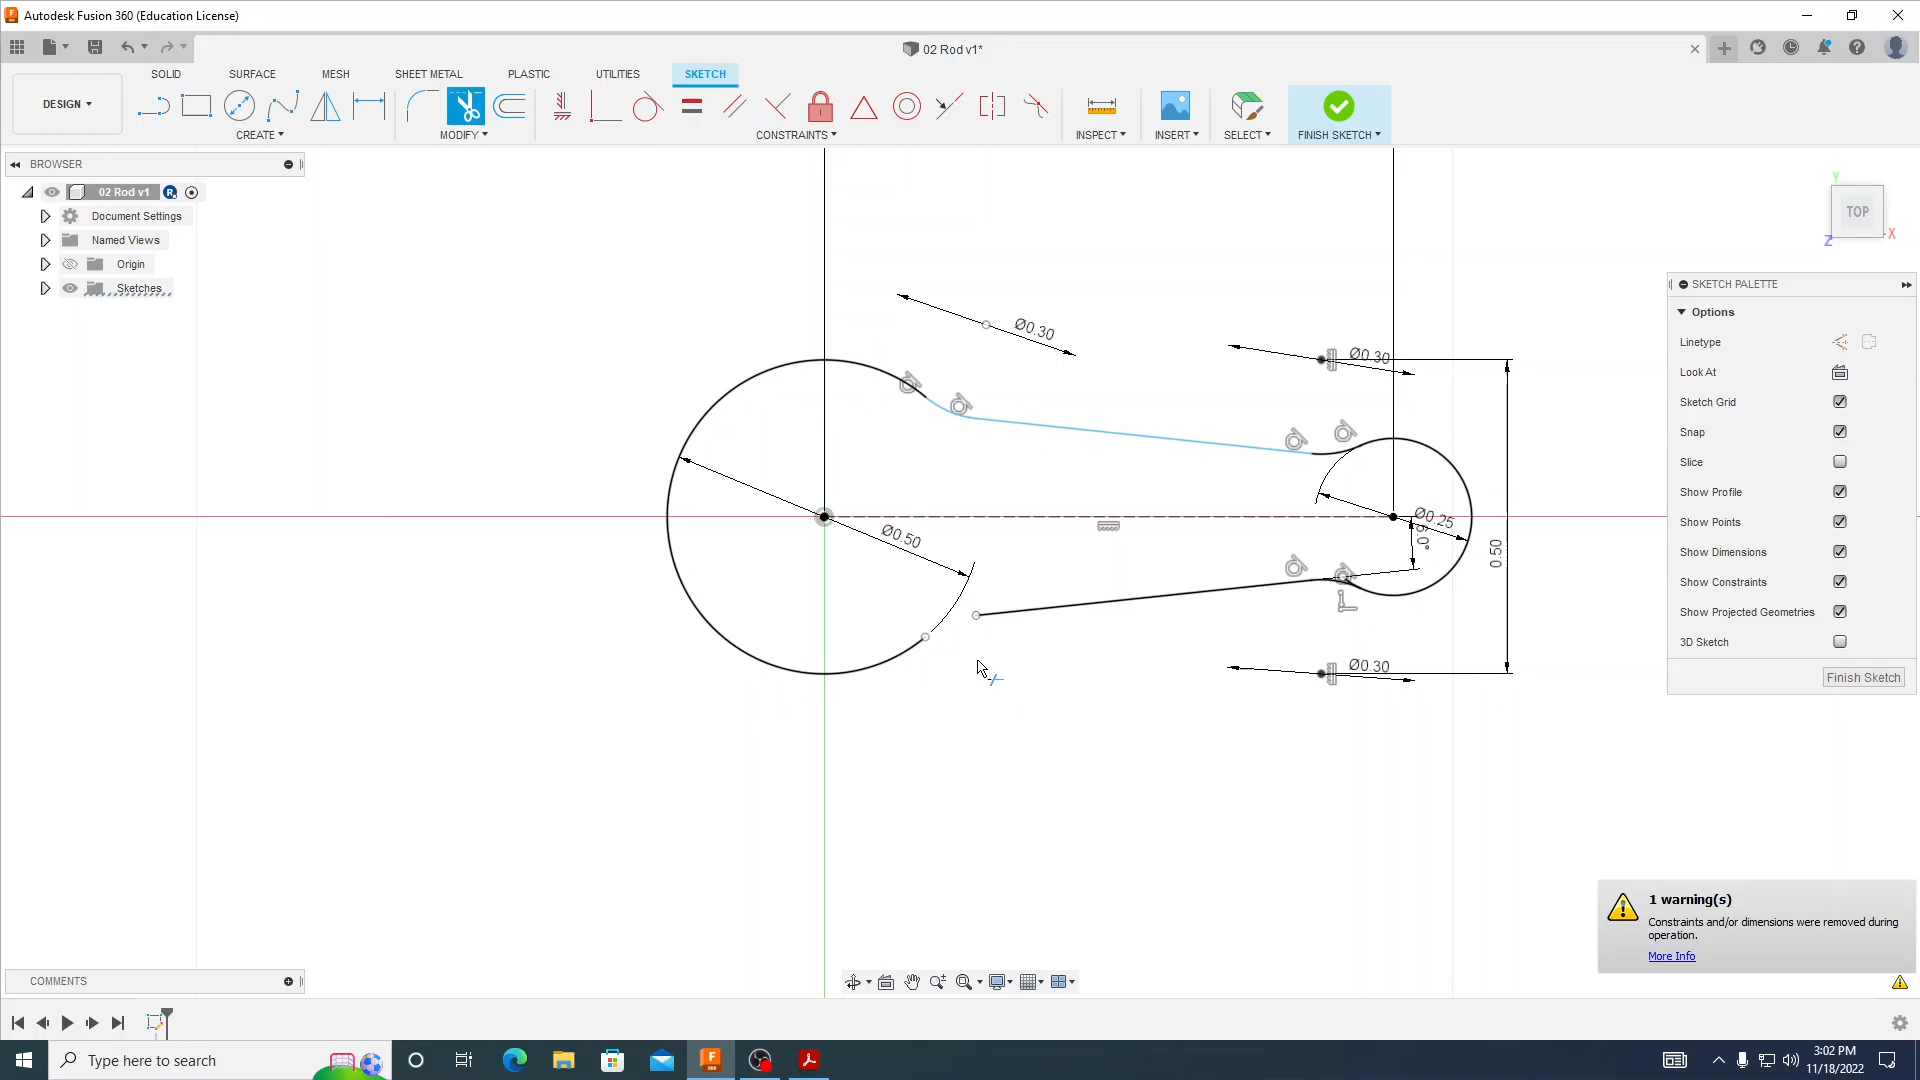 Autodesk Fusion 360 (Education License)
02 Rod v1*
SOLID SURFACE MESH SHEET METAL PLASTIC UTILITIES SKETCH
DESIGN
CREATE MODIFY CONSTRAINTS INSPECT INSERT SELECT FINISH SKETCH
BROWSER
02 Rod v1
Document Settings
Named Views
Origin
Sketches
Y
TOP
X
Z
SKETCH PALETTE
Options
Linetype
Look At
Sketch Grid
Snap
Slice
Show Profile
Show Points
Show Dimensions
Show Constraints
Show Projected Geometries
3D Sketch
Finish Sketch
Ø0.30
Ø0.30
Ø0.50
Ø0.25
0.50
Ø0.30
1 warning(s)
Constraints and/or dimensions were removed during
operation.
More Info
COMMENTS
Type here to search
3:02 PM
11/18/2022